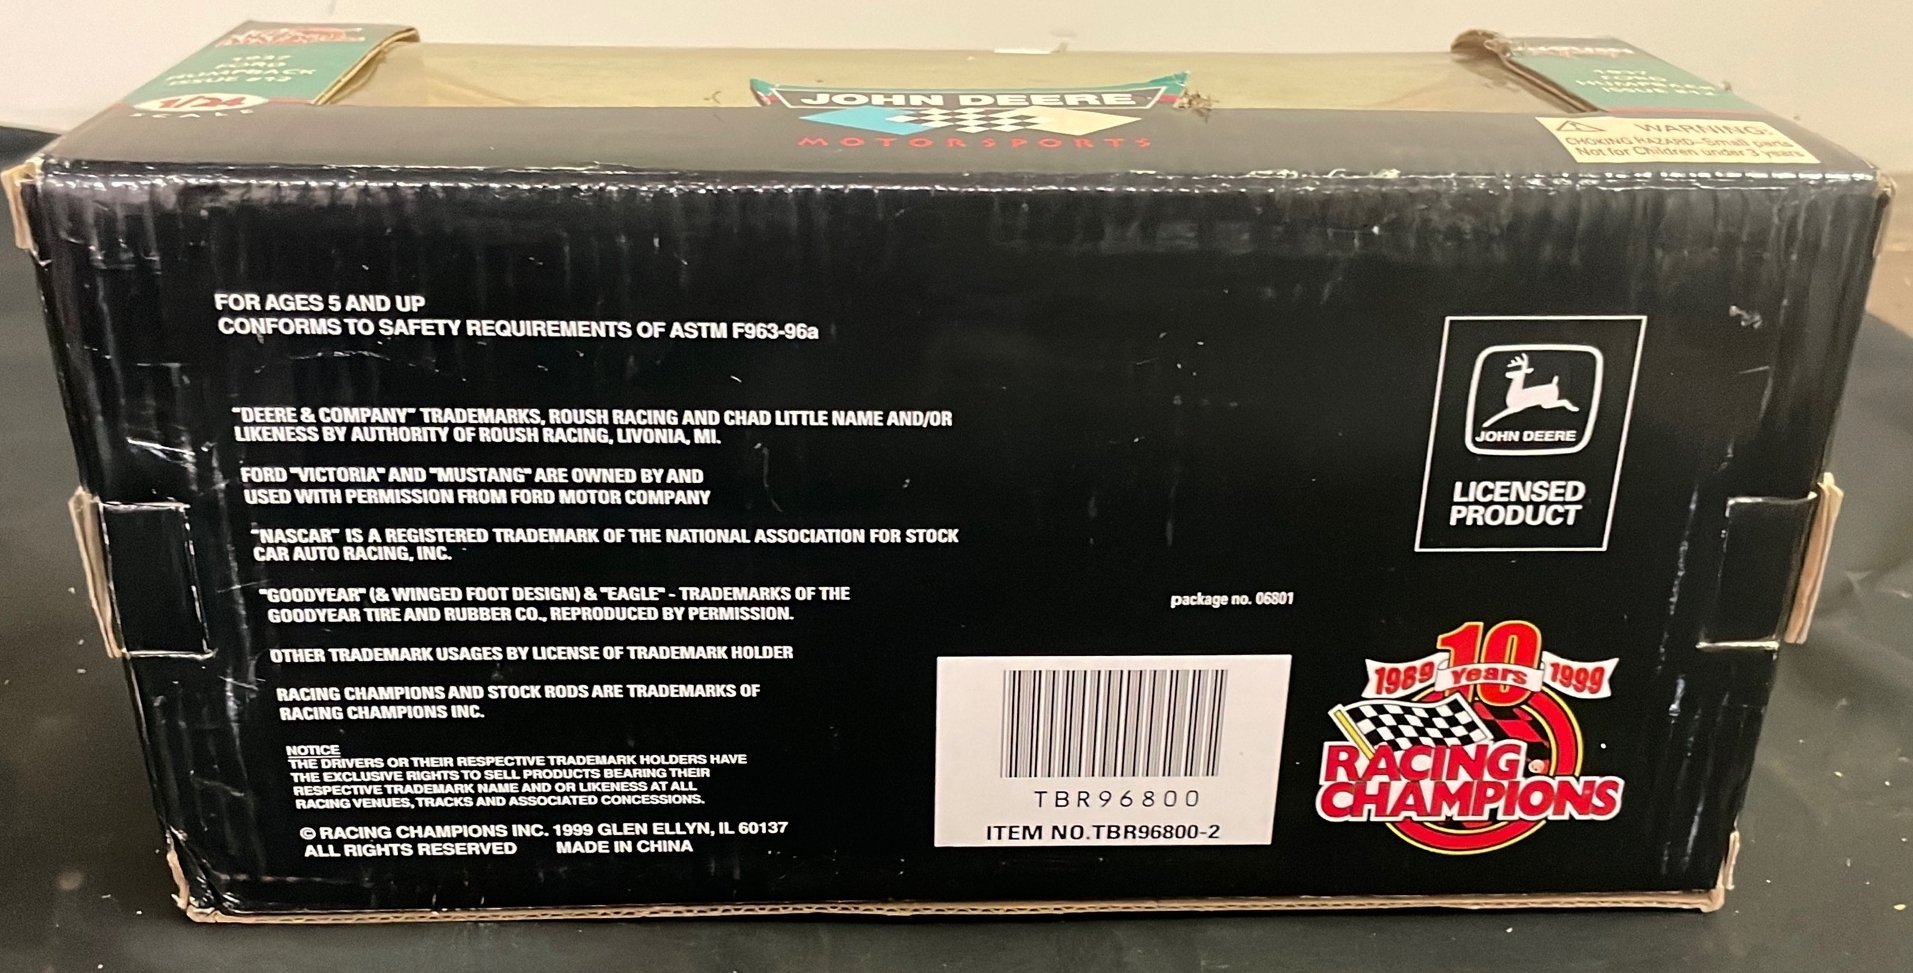 1937
FORD
HUMPBACK
ISSUE #12
1/24
SCALE
JOHN DEERE
MOTORSPORTS
1937
FORD
HUMPBACK
WARNING:
CHOKING HAZARD-Small parts
Not for Children under 3 years
FOR AGES 5 AND UP
CONFORMS TO SAFETY REQUIREMENTS OF ASTM F963-96a
"DEERE & COMPANY" TRADEMARKS, ROUSH RACING AND CHAD LITTLE NAME AND/OR
LIKENESS BY AUTHORITY OF ROUSH RACING, LIVONIA, MI.
FORD "VICTORIA" AND "MUSTANG" ARE OWNED BY AND
USED WITH PERMISSION FROM FORD MOTOR COMPANY
"NASCAR" IS A REGISTERED TRADEMARK OF THE NATIONAL ASSOCIATION FOR STOCK
CAR AUTO RACING, INC.
"GOODYEAR" (& WINGED FOOT DESIGN) & "EAGLE" - TRADEMARKS OF THE
GOODYEAR TIRE AND RUBBER CO., REPRODUCED BY PERMISSION.
OTHER TRADEMARK USAGES BY LICENSE OF TRADEMARK HOLDER
RACING CHAMPIONS AND STOCK RODS ARE TRADEMARKS OF
RACING CHAMPIONS INC.
NOTICE
THE DRIVERS OR THEIR RESPECTIVE TRADEMARK HOLDERS HAVE
THE EXCLUSIVE RIGHTS TO SELL PRODUCTS BEARING THEIR
RESPECTIVE TRADEMARK NAME AND OR LIKENESS AT ALL
RACING VENUES, TRACKS AND ASSOCIATED CONCESSIONS.
© RACING CHAMPIONS INC. 1999 GLEN ELLYN, IL 60137
ALL RIGHTS RESERVED MADE IN CHINA
JOHN DEERE
LICENSED
PRODUCT
package no. 06801
TBR96800
ITEM NO.TBR96800-2
1989 10 Years 1999
RACING
CHAMPIONS